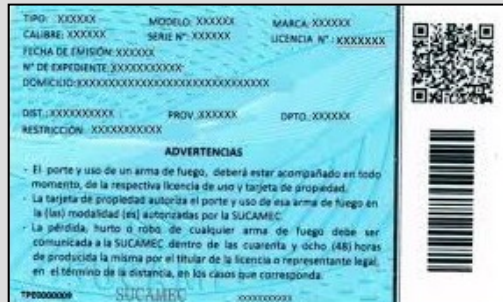 TIPO: XXXXXX MODELO: XXXXXX MARCA: XXXXXX
CALIBRE: XXXXXX SERIE N°: XXXXXX LICENCIA N°: XXXXXXX
FECHA DE EMISIÓN: XXXXXX
N° DE EXPEDIENTE: XXXXXXXXXXX
DOMICILIO: XXXXXXXXXXXXXXXXXXXXXXXXXXXXXXX
DIST.: XXXXXXXXXX PROV: XXXXXX DPTO.: XXXXXX
RESTRICCIÓN: XXXXXXXXXXX
ADVERTENCIAS
- El porte y uso de un arma de fuego, deberá estar acompañado en todo
momento, de la respectiva licencia de uso y tarjeta de propiedad.
- La tarjeta de propiedad autoriza el porte y uso de esa arma de fuego en
la (las) modalidad (es) autorizadas por la SUCAMEC.
- La pérdida, hurto o robo de cualquier arma de fuego debe ser
comunicada a la SUCAMEC dentro de las cuarenta y ocho (48) horas
de producida la misma por el titular de la licencia o representante legal,
en el término de la distancia, en los casos que corresponda.
TP00000009 SUCAMEC XXXXXXXXXXX